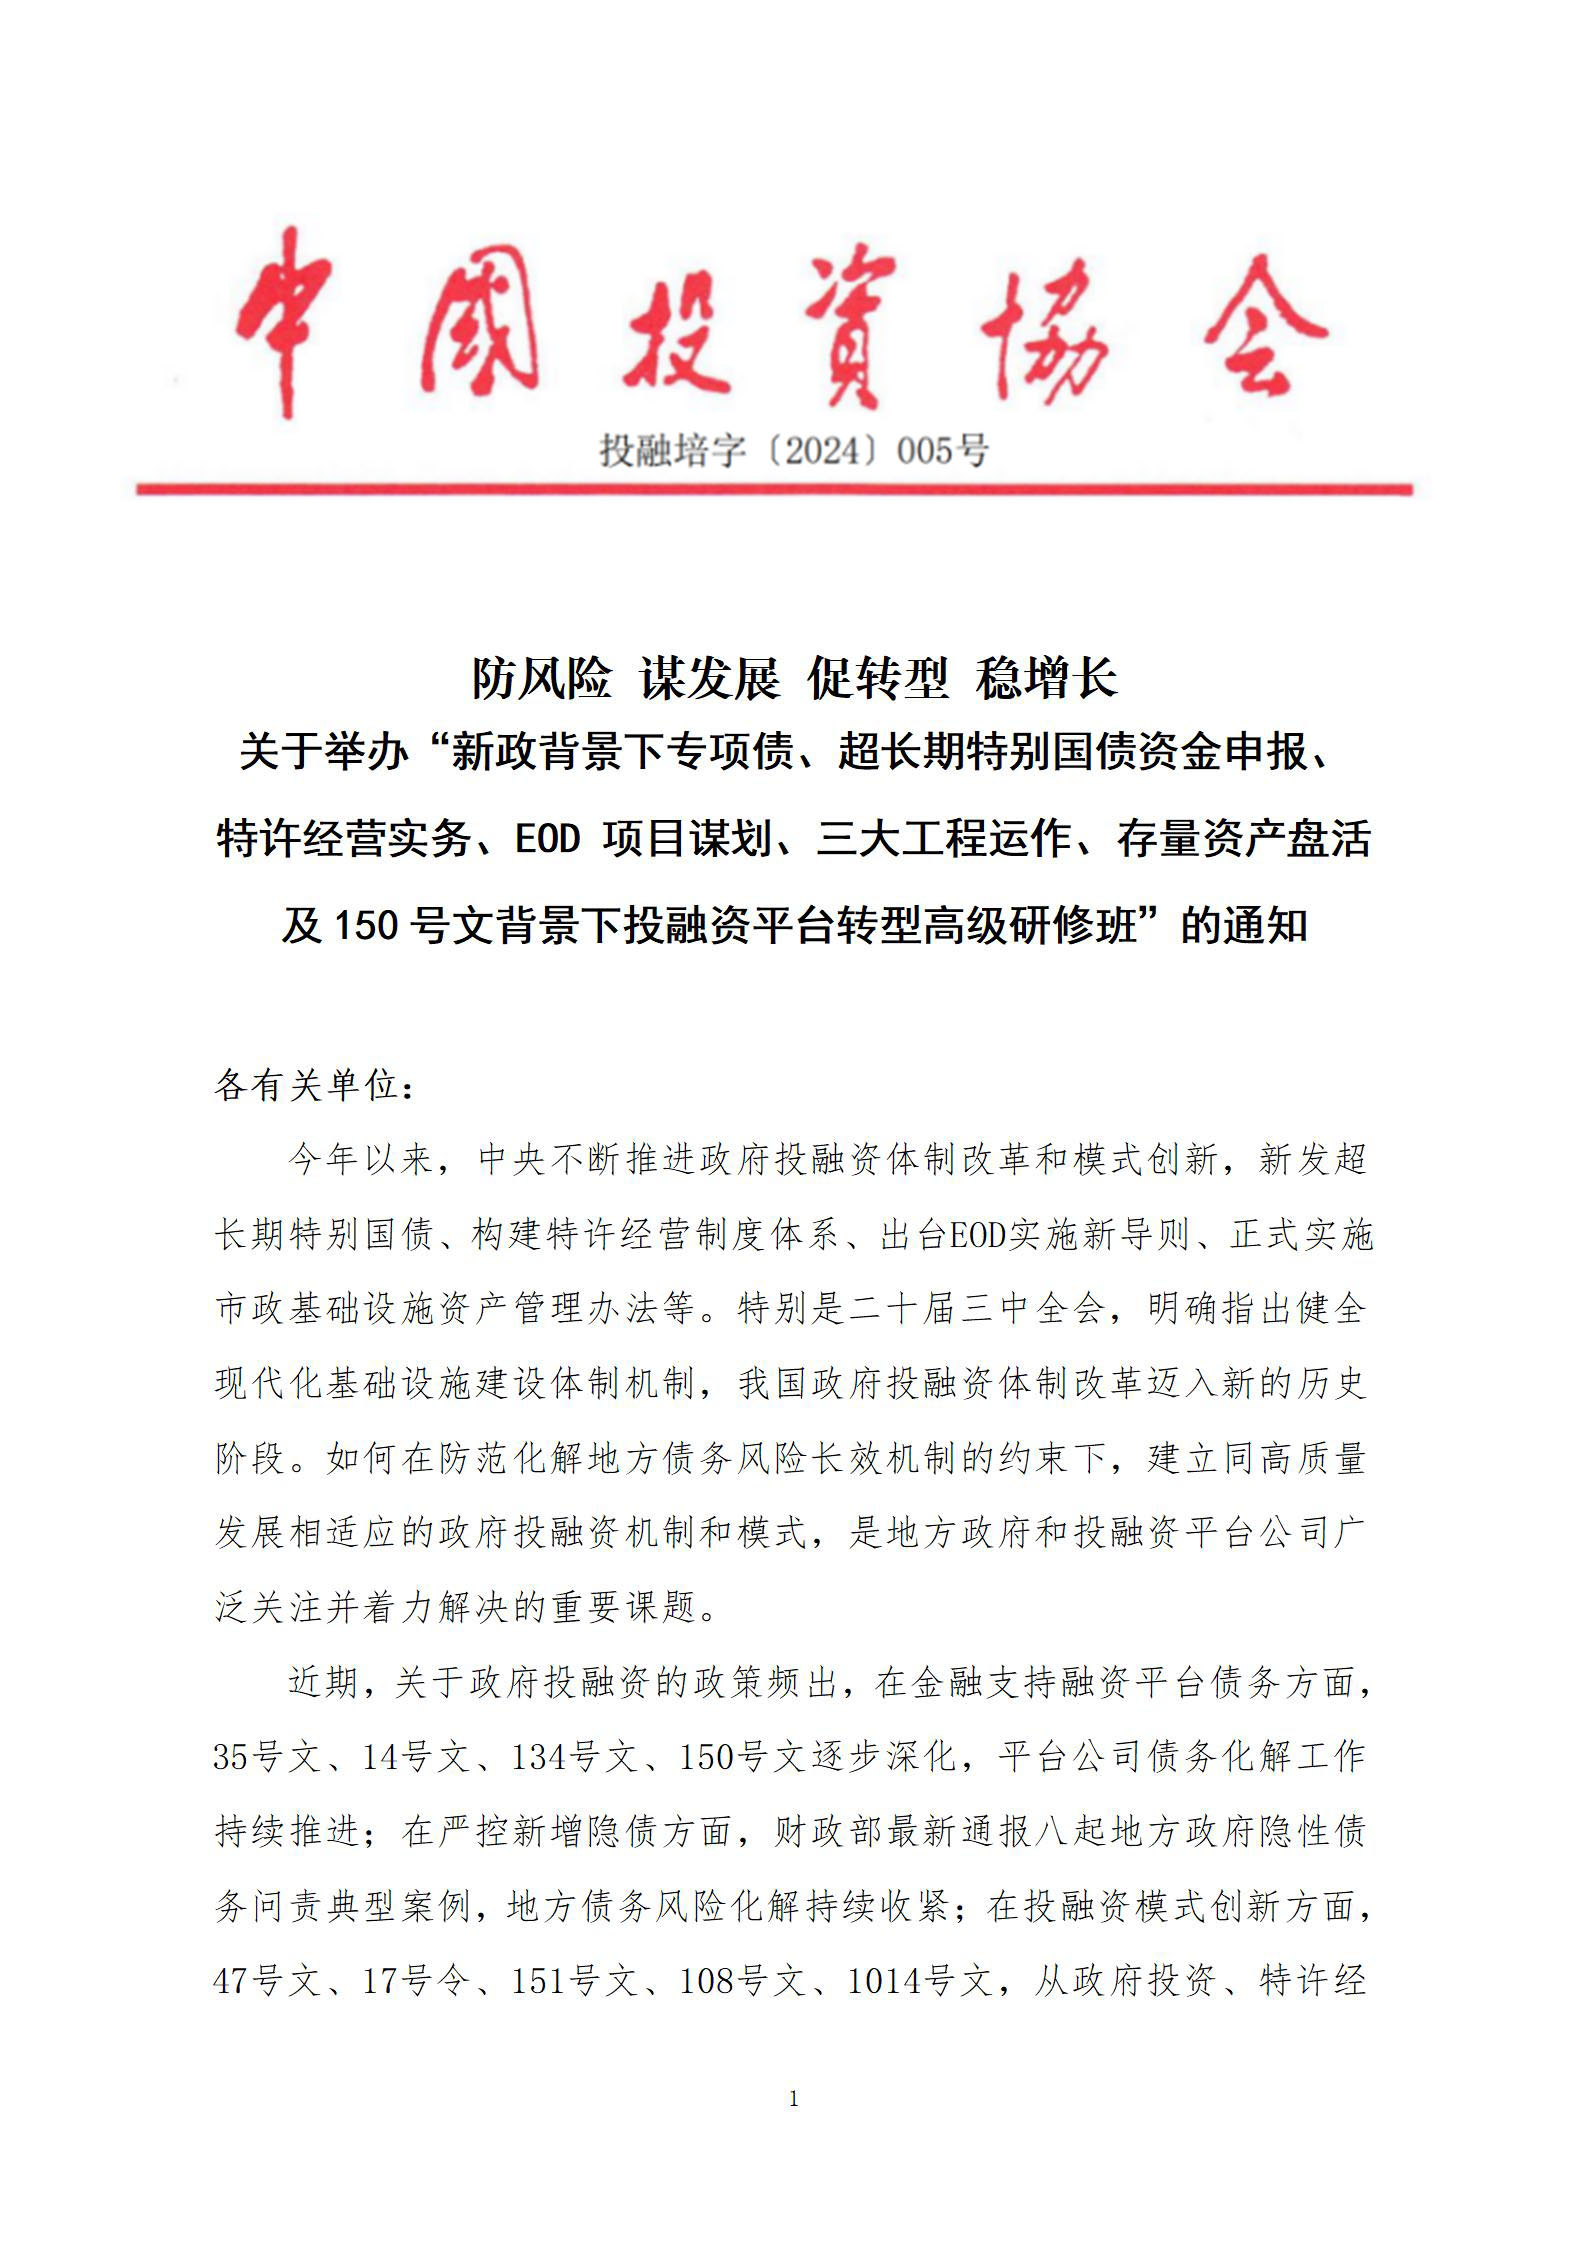 中國投資協会
投融培字〔2024〕005号
防风险 谋发展 促转型 稳增长
关于举办“新政背景下专项债、超长期特别国债资金申报、
特许经营实务、EOD 项目谋划、三大工程运作、存量资产盘活
及 150 号文背景下投融资平台转型高级研修班”的通知
各有关单位：
今年以来，中央不断推进政府投融资体制改革和模式创新，新发超
长期特别国债、构建特许经营制度体系、出台EOD实施新导则、正式实施
市政基础设施资产管理办法等。特别是二十届三中全会，明确指出健全
现代化基础设施建设体制机制，我国政府投融资体制改革迈入新的历史
阶段。如何在防范化解地方债务风险长效机制的约束下，建立同高质量
发展相适应的政府投融资机制和模式，是地方政府和投融资平台公司广
泛关注并着力解决的重要课题。
近期，关于政府投融资的政策频出，在金融支持融资平台债务方面，
35号文、14号文、134号文、150号文逐步深化，平台公司债务化解工作
持续推进；在严控新增隐债方面，财政部最新通报八起地方政府隐性债
务问责典型案例，地方债务风险化解持续收紧；在投融资模式创新方面，
47号文、17号令、151号文、108号文、1014号文，从政府投资、特许经
1